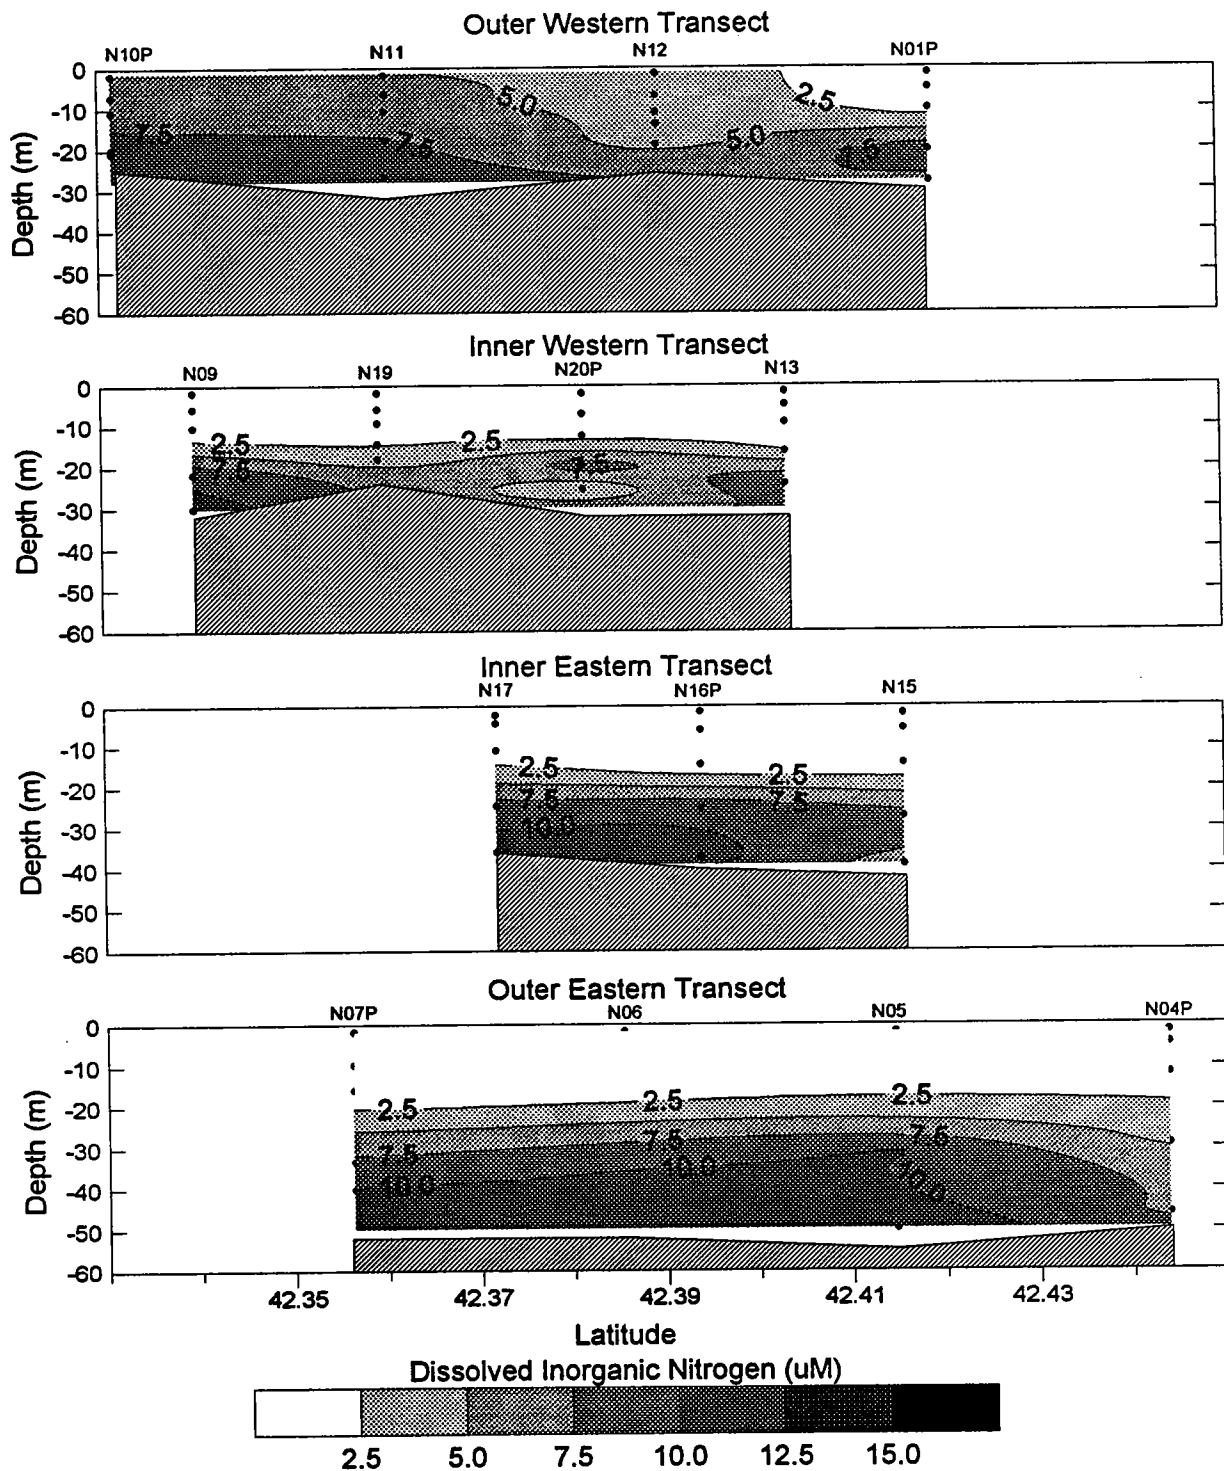 Outer Western Transect
N10P N11 N12 N01P
0
-10
-20
-30
-40
-50
-60
Depth (m)
5.0 2.5
7.5 7.5 5.0 7.5
Inner Western Transect
N09 N19 N20P N13
0
-10
-20
-30
-40
-50
-60
Depth (m)
2.5 2.5
7.5 7.5
Inner Eastern Transect
N17 N16P N15
0
-10
-20
-30
-40
-50
-60
Depth (m)
2.5 2.5
7.5 7.5
10.0
Outer Eastern Transect
N07P N06 N05 N04P
0
-10
-20
-30
-40
-50
-60
Depth (m)
2.5 2.5 2.5
7.5 7.5 7.5
10.0 10.0 10.0
42.35 42.37 42.39 42.41 42.43
Latitude
Dissolved Inorganic Nitrogen (uM)
2.5 5.0 7.5 10.0 12.5 15.0